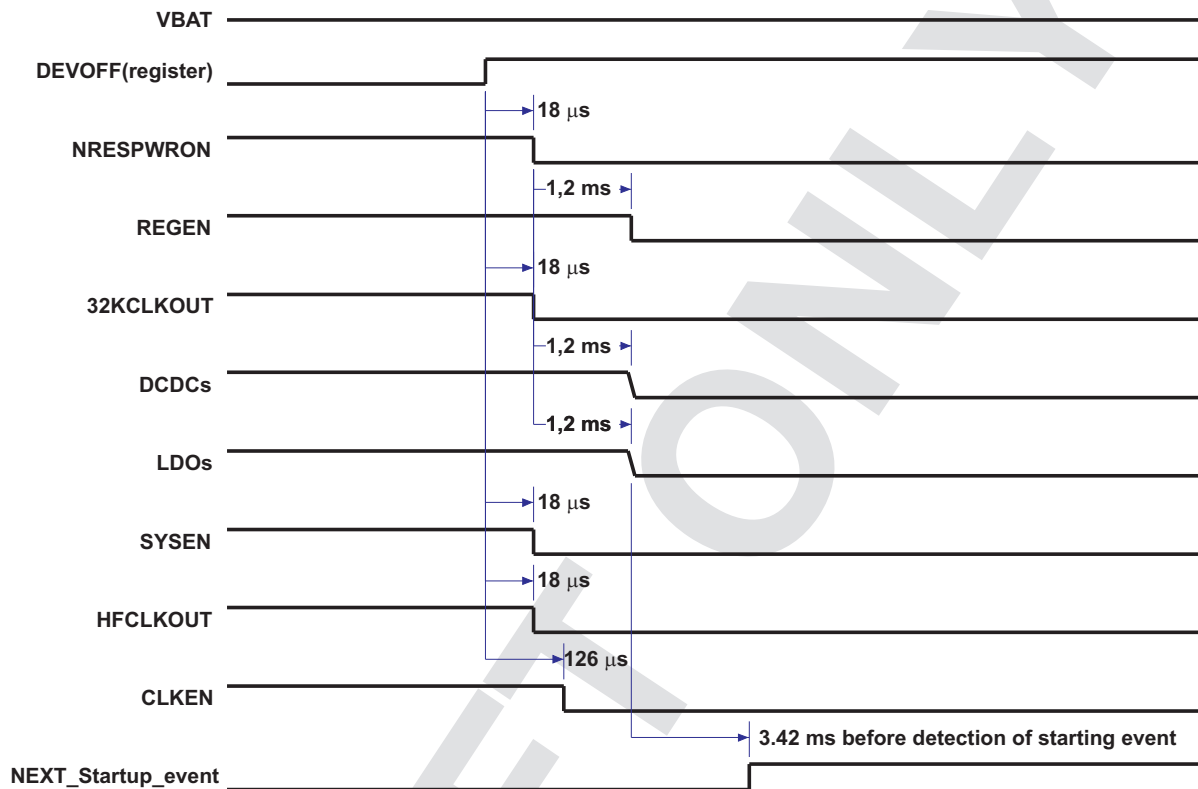 VBAT
DEVOFF(register)
18 μs
NRESPWRON
1,2 ms
REGEN
18 μs
32KCLKOUT
1,2 ms
DCDCs
1,2 ms
LDOs
18 μs
SYSEN
18 μs
HFCLKOUT
126 μs
CLKEN
3.42 ms before detection of starting event
NEXT_Startup_event
FT ONLY